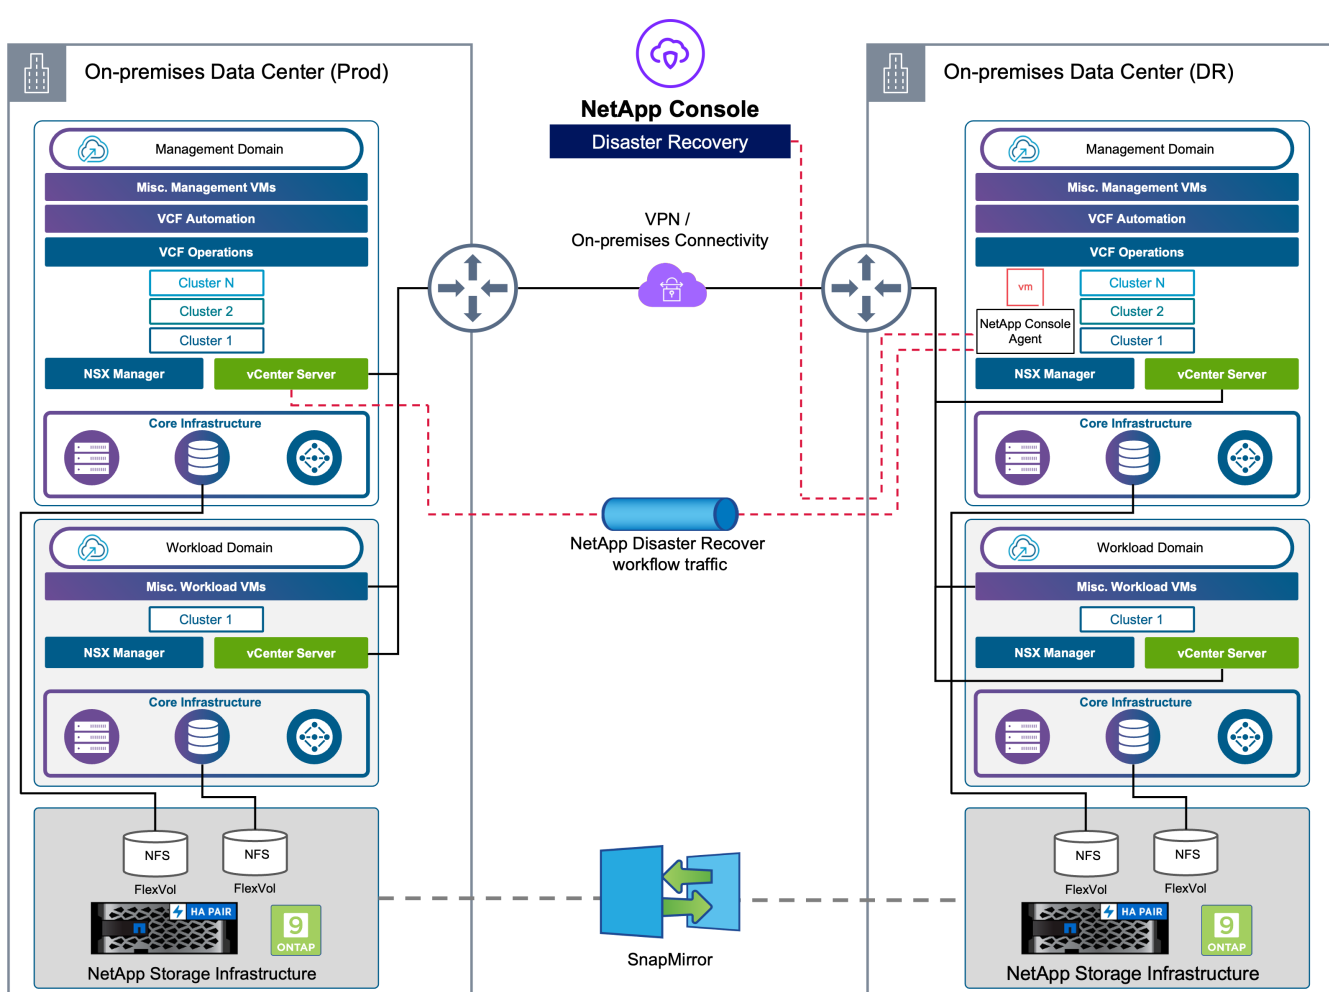 On-premises Data Center (Prod)
Management Domain
Misc. Management VMs
VCF Automation
VCF Operations
Cluster N
Cluster 2
Cluster 1
NSX Manager
vCenter Server
Core Infrastructure
Workload Domain
Misc. Workload VMs
Cluster 1
NSX Manager
vCenter Server
Core Infrastructure
NFS
NFS
FlexVol
FlexVol
HA PAIR
9
ONTAP
NetApp Storage Infrastructure
NetApp Console
Disaster Recovery
VPN /
On-premises Connectivity
NetApp Disaster Recover
workflow traffic
SnapMirror
On-premises Data Center (DR)
Management Domain
Misc. Management VMs
VCF Automation
VCF Operations
vm
NetApp Console
Agent
Cluster N
Cluster 2
Cluster 1
NSX Manager
vCenter Server
Core Infrastructure
Workload Domain
Misc. Workload VMs
Cluster 1
NSX Manager
vCenter Server
Core Infrastructure
NFS
NFS
FlexVol
FlexVol
HA PAIR
9
ONTAP
NetApp Storage Infrastructure